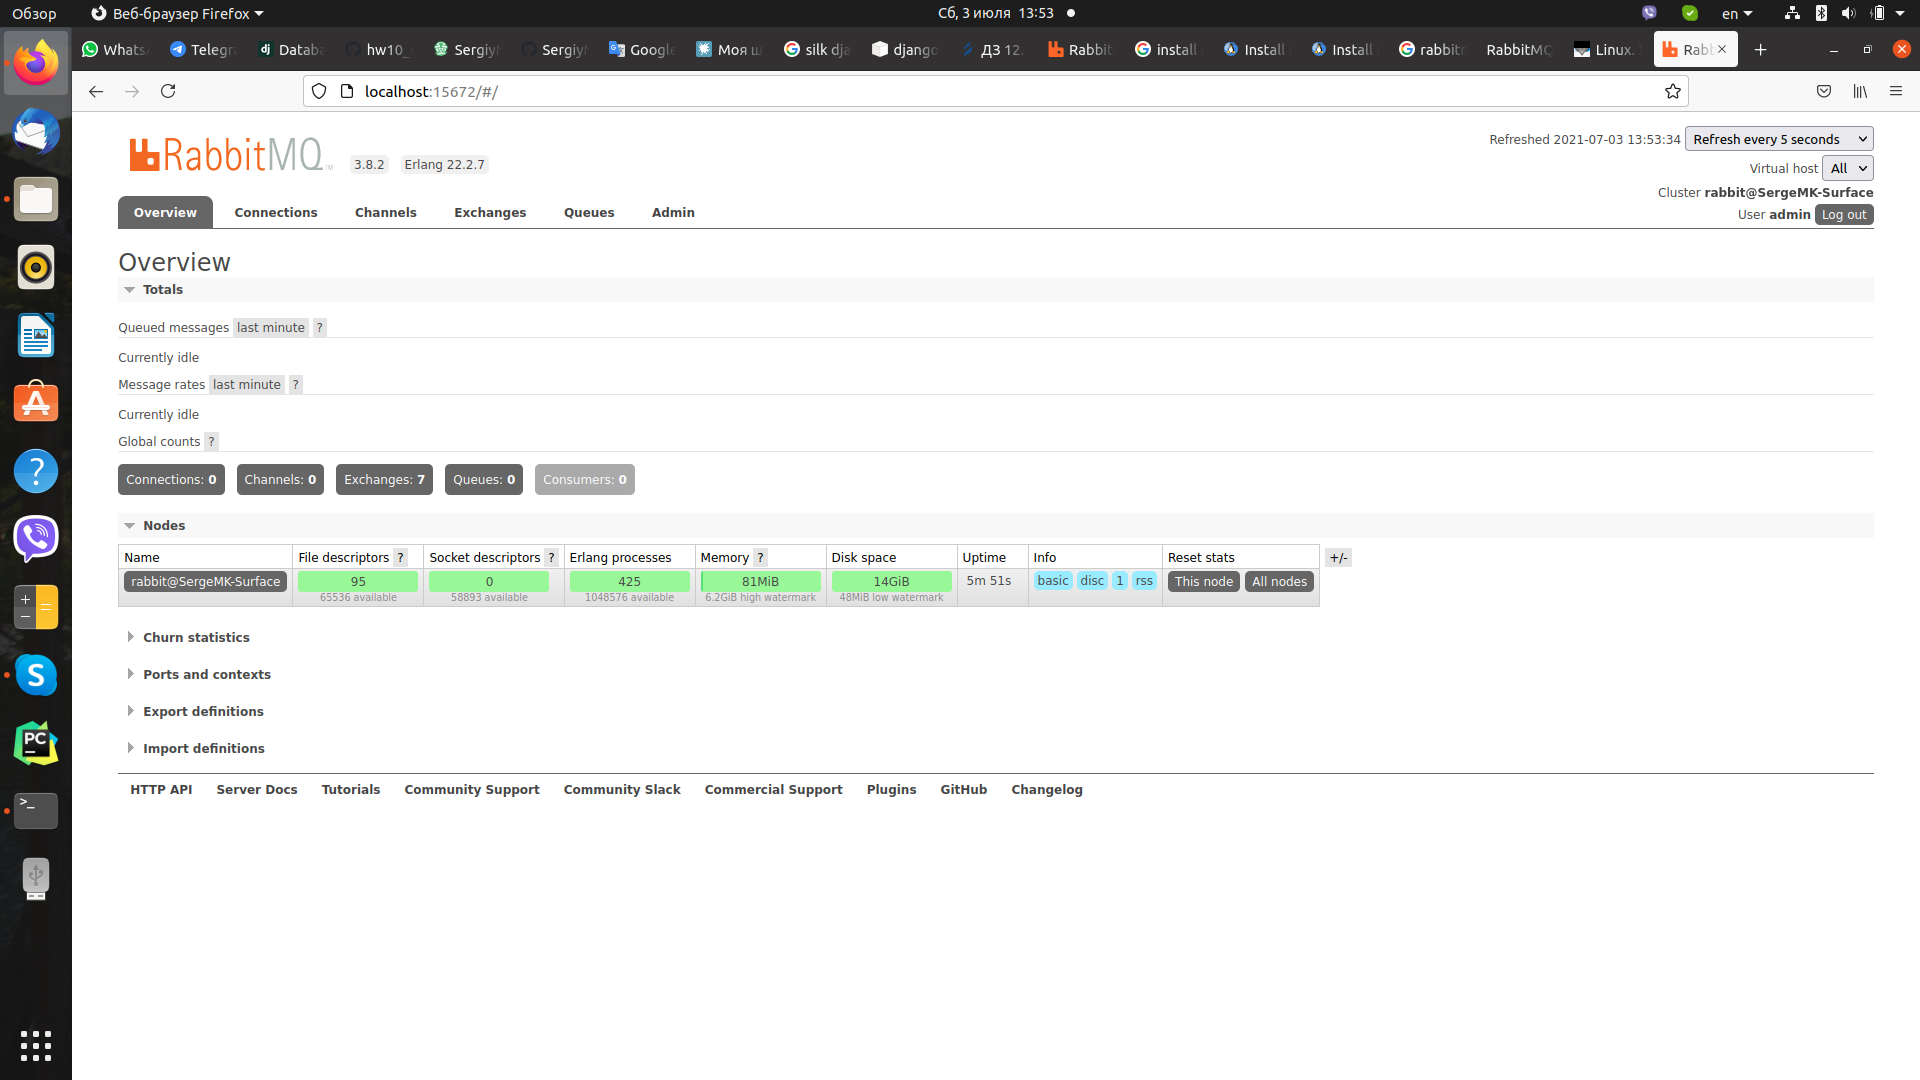 Обзор Веб-браузер Firefox Сб, 3 июля 13:53 en
Whats Telegr Datab hw10_ Sergiy Sergiy Google Моя ш silk dja django ДЗ 12. Rabbit install Install Install rabbitm RabbitMQ Linux. Rab
localhost:15672/#/
RabbitMQ TM 3.8.2 Erlang 22.2.7
Refreshed 2021-07-03 13:53:34 Refresh every 5 seconds
Virtual host All
Cluster rabbit@SergeMK-Surface
User admin Log out
Overview Connections Channels Exchanges Queues Admin
Overview
Totals
Queued messages last minute ?
Currently idle
Message rates last minute ?
Currently idle
Global counts ?
Connections: 0 Channels: 0 Exchanges: 7 Queues: 0 Consumers: 0
Nodes
Name File descriptors ? Socket descriptors ? Erlang processes Memory ? Disk space Uptime Info Reset stats +/-
rabbit@SergeMK-Surface 95 0 425 81MiB 14GiB 5m 51s basic disc 1 rss This node All nodes
65536 available 58893 available 1048576 available 6.2GiB high watermark 48MiB low watermark
Churn statistics
Ports and contexts
Export definitions
Import definitions
HTTP API Server Docs Tutorials Community Support Community Slack Commercial Support Plugins GitHub Changelog